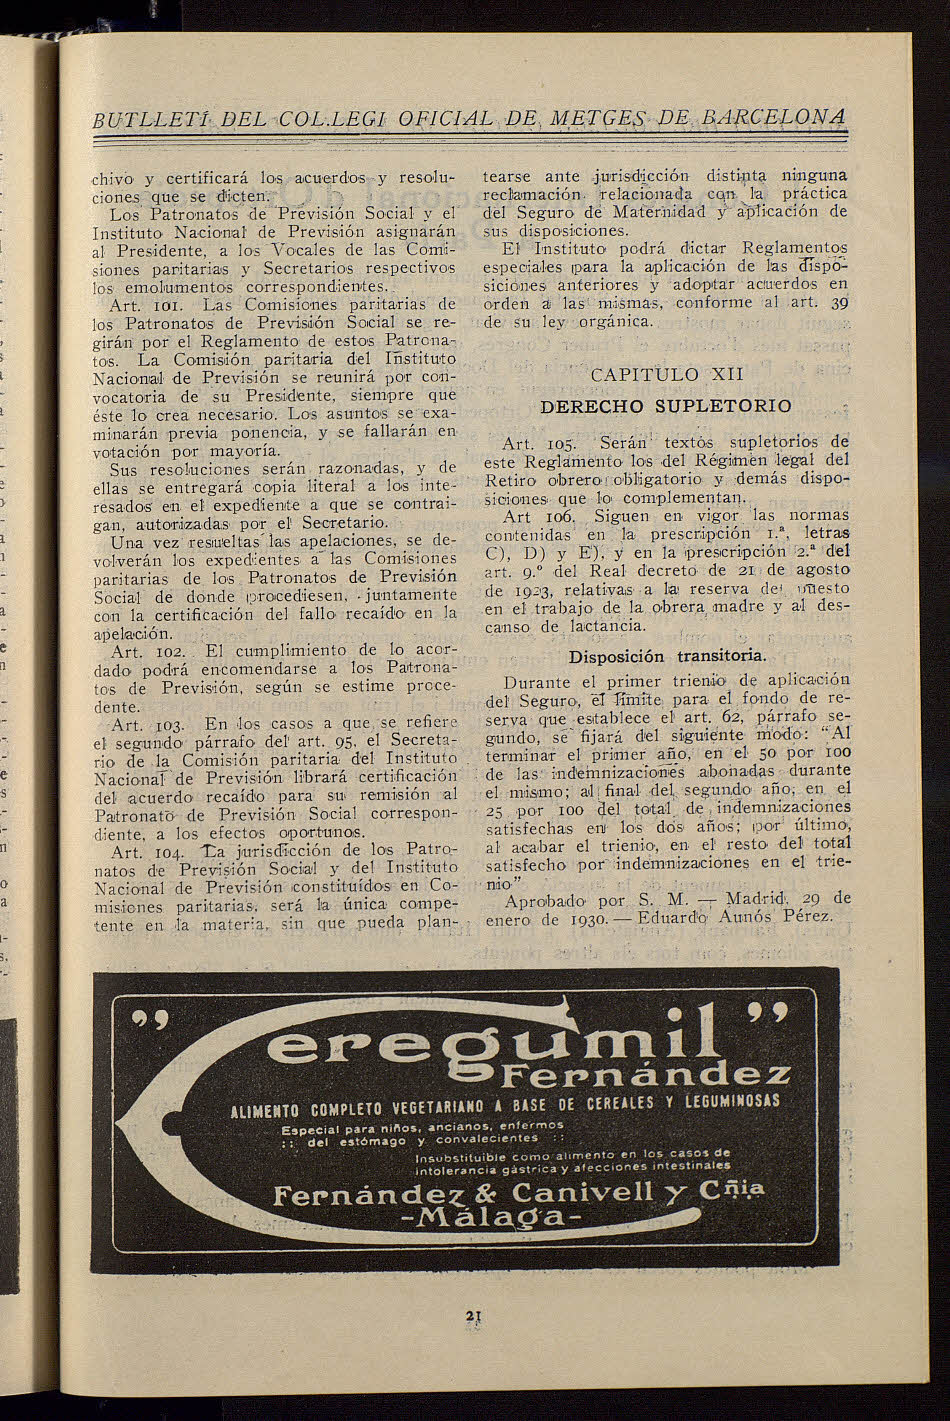 BUTLLETÍ DEL COL.LEGI OFICIAL DE METGES DE BARCELONA
chivo y certificará los acuerdos y resolu-
ciones que se dicten.
Los Patronatos de Previsión Social y el
Instituto Nacional de Previsión asignarán
al Presidente, a los Vocales de las Comi-
siones paritarias y Secretarios respectivos
los emolumentos correspondientes.
Art. 101. Las Comisiones paritarias de
los Patronatos de Previsión Social se re-
girán por el Reglamento de estos Patrona-
tos. La Comisión paritaria del Instituto
Nacional de Previsión se reunirá por con-
vocatoria de su Presidente, siempre que
éste lo crea necesario. Los asuntos se exa-
minarán previa ponencia, y se fallarán en
votación por mayoría.
Sus resoluciones serán razonadas, y de
ellas se entregará copia literal a los inte-
resados en el expediente a que se contrai-
gan, autorizadas por el Secretario.
Una vez resueltas las apelaciones, se de-
volverán los expedientes a las Comisiones
paritarias de los Patronatos de Previsión
Social de donde procediesen, juntamente
con la certificación del fallo recaído en la
apelación.
Art. 102. El cumplimiento de lo acor-
dado podrá encomendarse a los Patrona-
tos de Previsión, según se estime proce-
dente.
Art. 103. En los casos a que se refiere
el segundo párrafo del art. 95, el Secreta-
rio de la Comisión paritaria del Instituto
Nacional de Previsión librará certificación
del acuerdo recaído para su remisión al
Patronato de Previsión Social correspon-
diente, a los efectos oportunos.
Art. 104. La jurisdicción de los Patro-
natos de Previsión Social y del Instituto
Nacional de Previsión constituídos en Co-
misiones paritarias, será la única compe-
tente en la materia, sin que pueda plan-
tearse ante jurisdicción distinta ninguna
reclamación relacionada con la práctica
del Seguro de Maternidad y aplicación de
sus disposiciones.
El Instituto podrá dictar Reglamentos
especiales para la aplicación de las dispo-
siciones anteriores y adoptar acuerdos en
orden a las mismas, conforme al art. 39
de su ley orgánica.
CAPITULO XII
DERECHO SUPLETORIO
Art. 105. Serán textos supletorios de
este Reglamento los del Régimen legal del
Retiro obrero obligatorio y demás dispo-
siciones que lo complementan.
Art 106. Siguen en vigor las normas
contenidas en la prescripción 1.ª, letras
C), D) y E), y en la prescripción 2.ª del
art. 9.º del Real decreto de 21 de agosto
de 1923, relativas a la reserva del puesto
en el trabajo de la obrera madre y al des-
canso de lactancia.
Disposición transitoria.
Durante el primer trienio de aplicación
del Seguro, el límite para el fondo de re-
serva que establece el art. 62, párrafo se-
gundo, se fijará del siguiente modo: "Al
terminar el primer año, en el 50 por 100
de las indemnizaciones abonadas durante
el mismo; al final del segundo año, en el
25 por 100 del total de indemnizaciones
satisfechas en los dos años; por último,
al acabar el trienio, en el resto del total
satisfecho por indemnizaciones en el trie-
nio".
Aprobado por S. M. — Madrid, 29 de
enero de 1930. — Eduardo Aunós Pérez.
"Ceregumil"
Fernández
ALIMENTO COMPLETO VEGETARIANO A BASE DE CEREALES Y LEGUMINOSAS
Especial para niños, ancianos, enfermos
:: del estómago y convalecientes ::
Insubstituible como alimento en los casos de
intolerancia gástrica y afecciones intestinales
Fernández & Canivell y Cñia.
-Málaga-
21